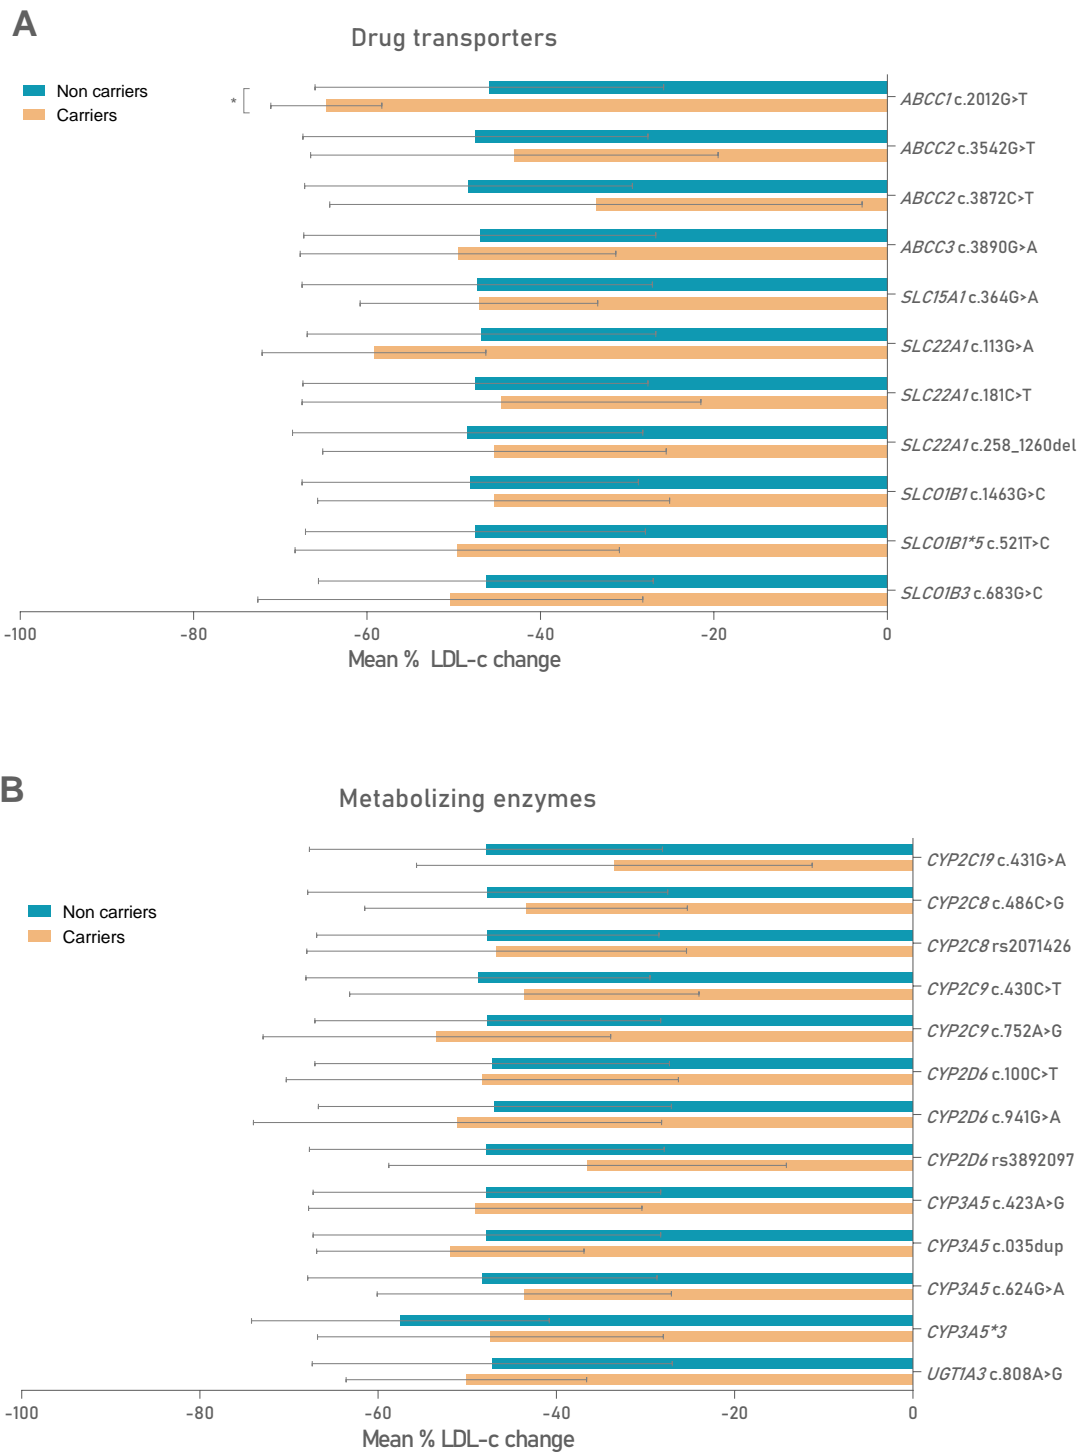 A
Drug transporters
Non carriers
Carriers
*
ABCC1 c.2012G>T
ABCC2 c.3542G>T
ABCC2 c.3872C>T
ABCC3 c.3890G>A
SLC15A1 c.364G>A
SLC22A1 c.113G>A
SLC22A1 c.181C>T
SLC22A1 c.258_1260del
SLCO1B1 c.1463G>C
SLCO1B1*5 c.521T>C
SLCO1B3 c.683G>C
-100 -80 -60 -40 -20 0
Mean % LDL-c change
B
Metabolizing enzymes
Non carriers
Carriers
CYP2C19 c.431G>A
CYP2C8 c.486C>G
CYP2C8 rs2071426
CYP2C9 c.430C>T
CYP2C9 c.752A>G
CYP2D6 c.100C>T
CYP2D6 c.941G>A
CYP2D6 rs3892097
CYP3A5 c.423A>G
CYP3A5 c.035dup
CYP3A5 c.624G>A
CYP3A5*3
UGT1A3 c.808A>G
-100 -80 -60 -40 -20 0
Mean % LDL-c change